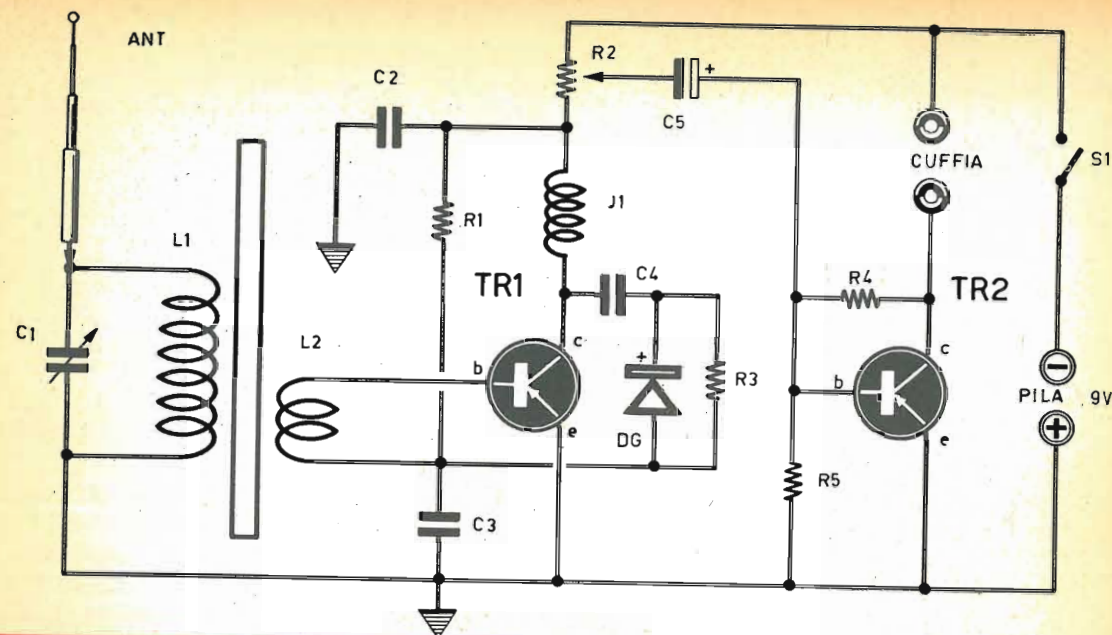 ANT
R2
C2
+
C5
CUFFIA
S1
L1
R1
J1
TR1
C4
R4
TR2
C1
L2
b
c
e
+
R3
DG
b
c
e
−
PILA 9V
+
R5
C3